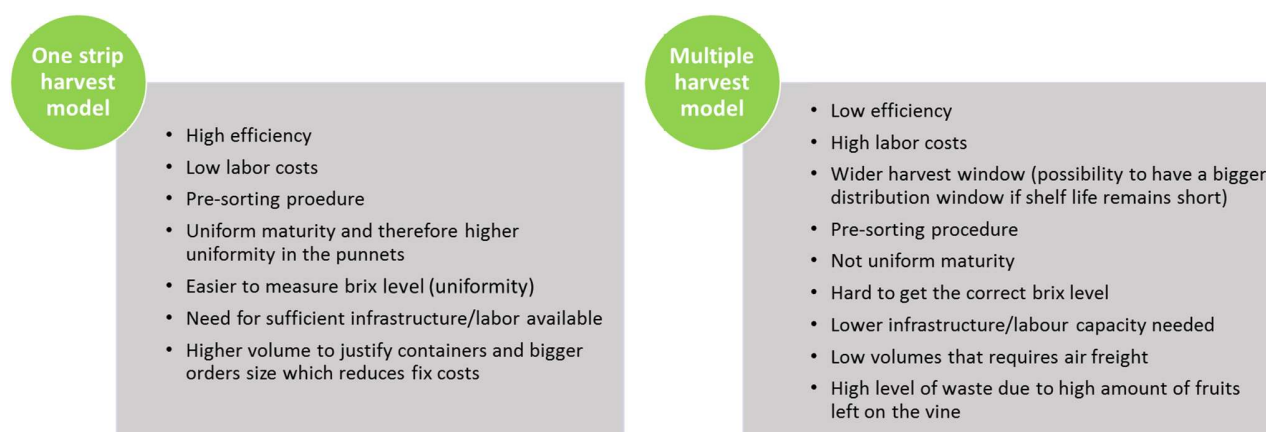 One strip
harvest
model
• High efficiency
• Low labor costs
• Pre-sorting proedure
• Uniform maturity and therefore higher
uniformity in the punnets
• Easier to measure brix level (uniformity)
• Need for sufficient infrastructure/labor available
• Higher volume to justify containers and bigger
orders size which reduces fix costs
Multiple
harvest
model
• Low efficiency
• High labor costs
• Wider harvest window (possibility to have a bigger
distribution window if shelf life remains short)
• Pre-sorting procedure
• Not uniform maturity
• Hard to get the correct brix level
• Lower infrastructure/labour capacity needed
• Low volumes that requires air freight
• High level of waste due to high amount of fruits
left on the vine